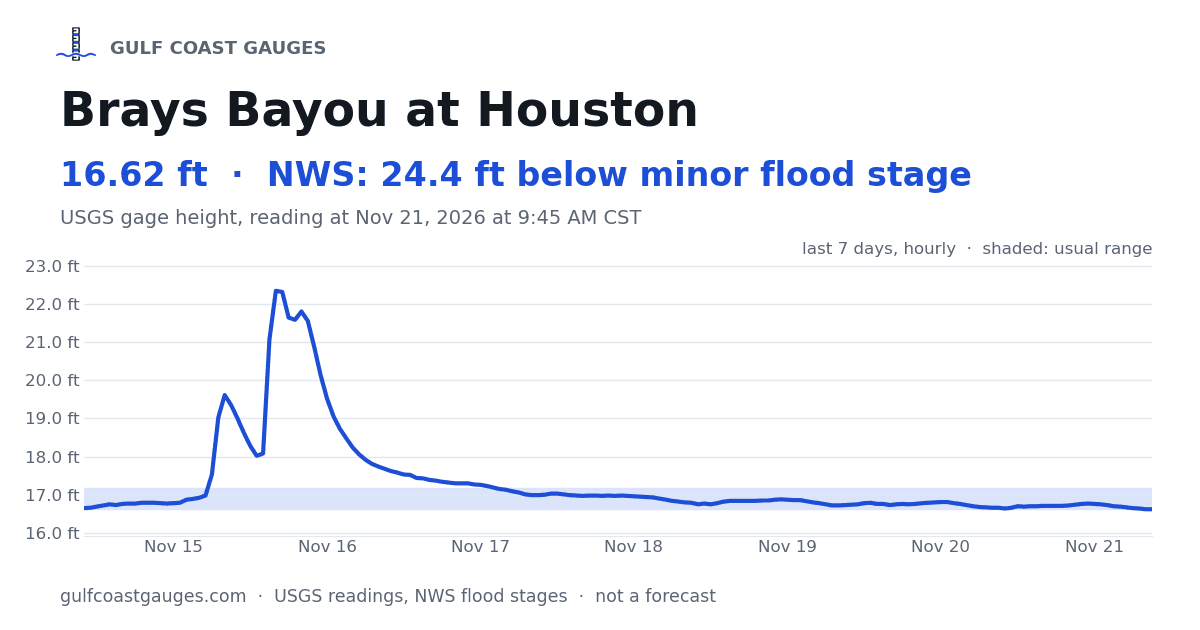 GULF COAST GAUGES
Brays Bayou at Houston
16.62 ft · NWS: 24.4 ft below minor flood stage
USGS gage height, reading at Nov 21, 2026 at 9:45 AM CST
last 7 days, hourly · shaded: usual range
23.0 ft
22.0 ft
21.0 ft
20.0 ft
19.0 ft
18.0 ft
17.0 ft
16.0 ft
Nov 15 Nov 16 Nov 17 Nov 18 Nov 19 Nov 20 Nov 21
gulfcoastgauges.com · USGS readings, NWS flood stages · not a forecast